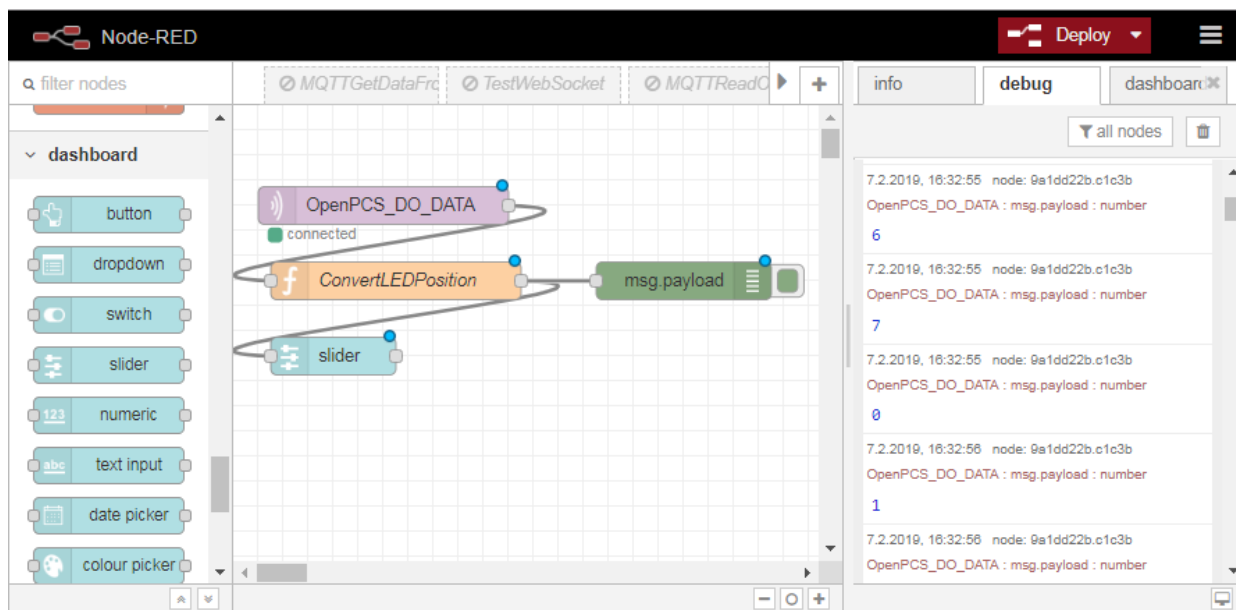 Node-RED
Deploy
filter nodes
MQTTGetDataFro
TestWebSocket
MQTTReadO
info
debug
dashboard
all nodes
dashboard
button
dropdown
switch
slider
123 numeric
abc text input
date picker
colour picker
OpenPCS_DO_DATA
connected
ConvertLEDPosition
msg.payload
slider
7.2.2019, 16:32:55 node: 9a1dd22b.c1c3b
OpenPCS_DO_DATA : msg.payload : number
6
7.2.2019, 16:32:55 node: 9a1dd22b.c1c3b
OpenPCS_DO_DATA : msg.payload : number
7
7.2.2019, 16:32:55 node: 9a1dd22b.c1c3b
OpenPCS_DO_DATA : msg.payload : number
0
7.2.2019, 16:32:56 node: 9a1dd22b.c1c3b
OpenPCS_DO_DATA : msg.payload : number
1
7.2.2019, 16:32:56 node: 9a1dd22b.c1c3b
OpenPCS_DO_DATA : msg.payload : number